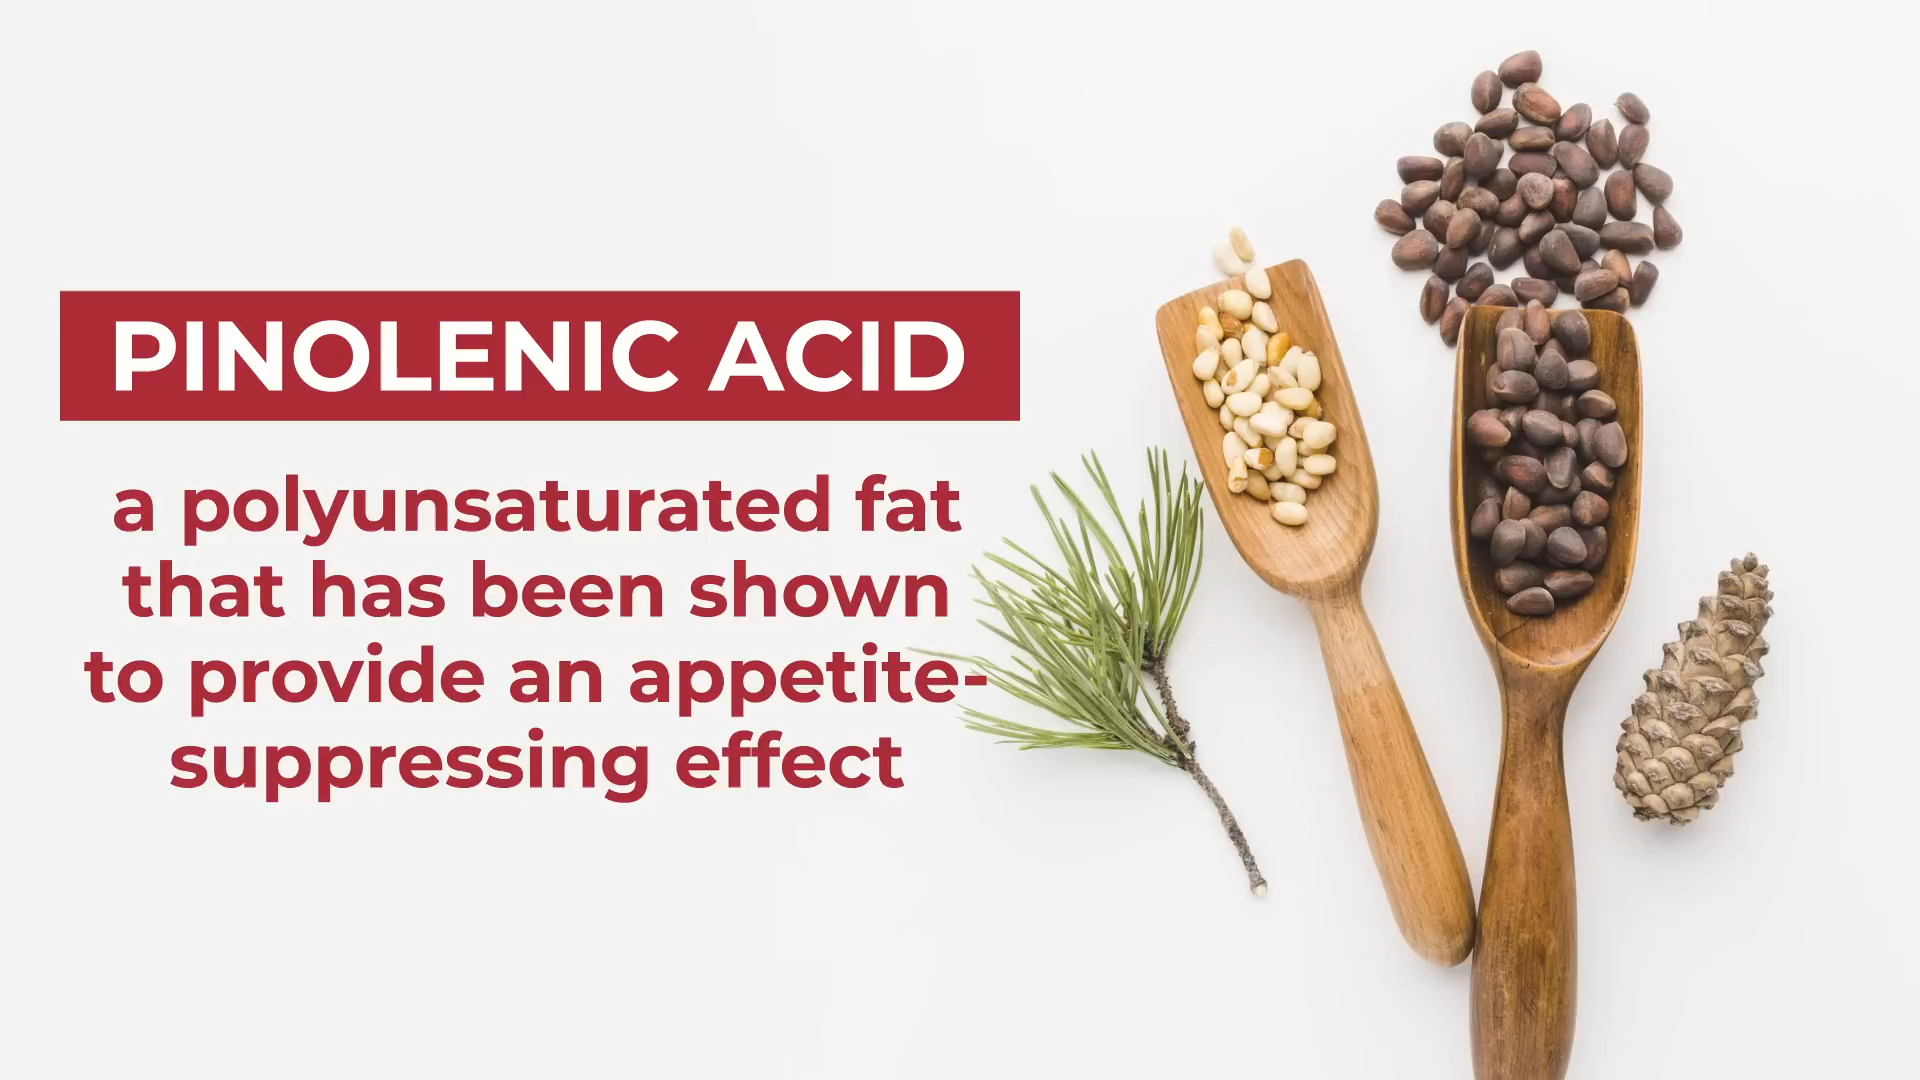 PINOLENIC ACID
a polyunsaturated fat
that has been shown
to provide an appetite-
suppressing effect